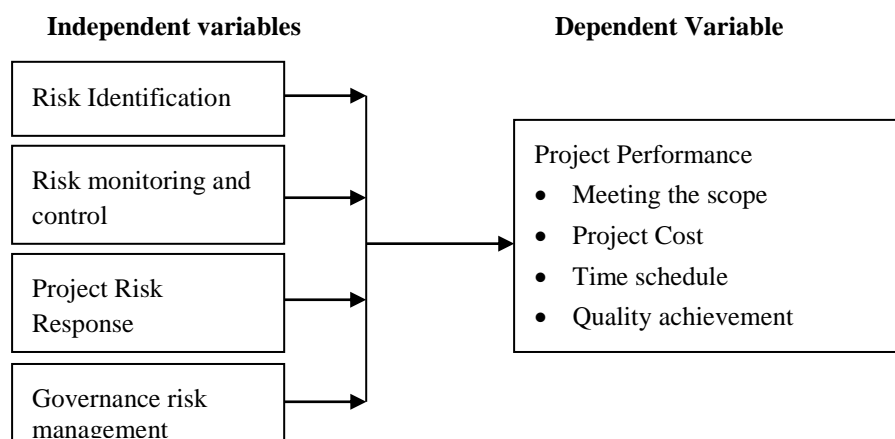 Independent variables
Dependent Variable
Risk Identification
Risk monitoring and
control
Project Risk
Response
Governance risk
management
Project Performance
• Meeting the scope
• Project Cost
• Time schedule
• Quality achievement